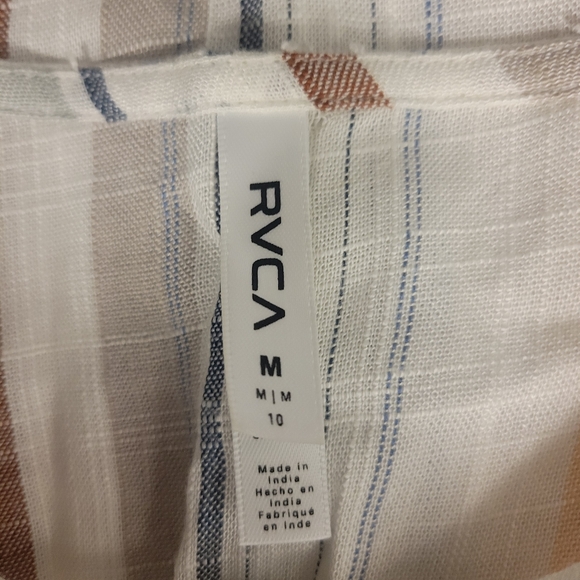 RVCA
M
M | M
10
Made in
India
Hecho en
India
Fabriqué
en Inde